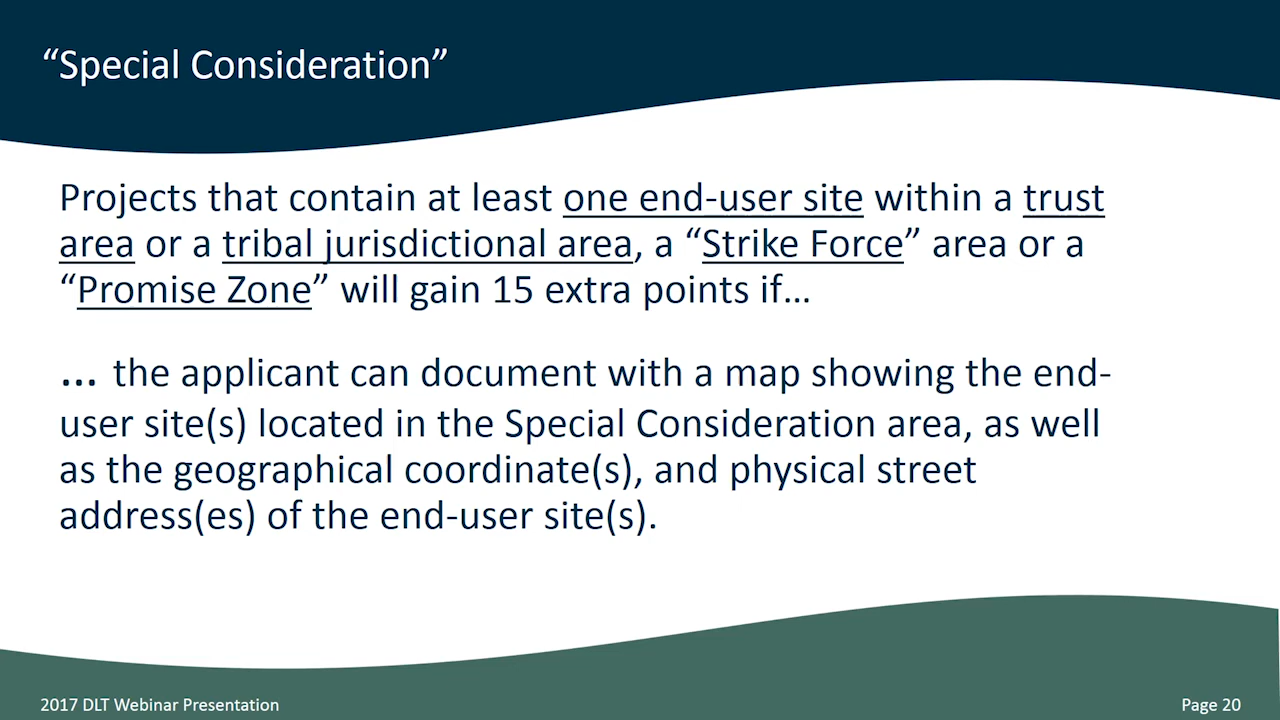 “Special Consideration”
Projects that contain at least one end-user site within a trust
area or a tribal jurisdictional area, a “Strike Force” area or a
“Promise Zone” will gain 15 extra points if…
… the applicant can document with a map showing the end-
user site(s) located in the Special Consideration area, as well
as the geographical coordinate(s), and physical street
address(es) of the end-user site(s).
2017 DLT Webinar Presentation
Page 20